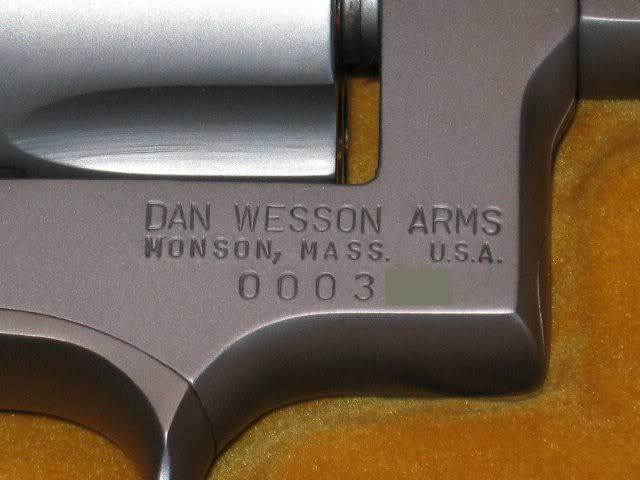 DAN WESSON ARMS
MONSON, MASS. U.S.A.
0003